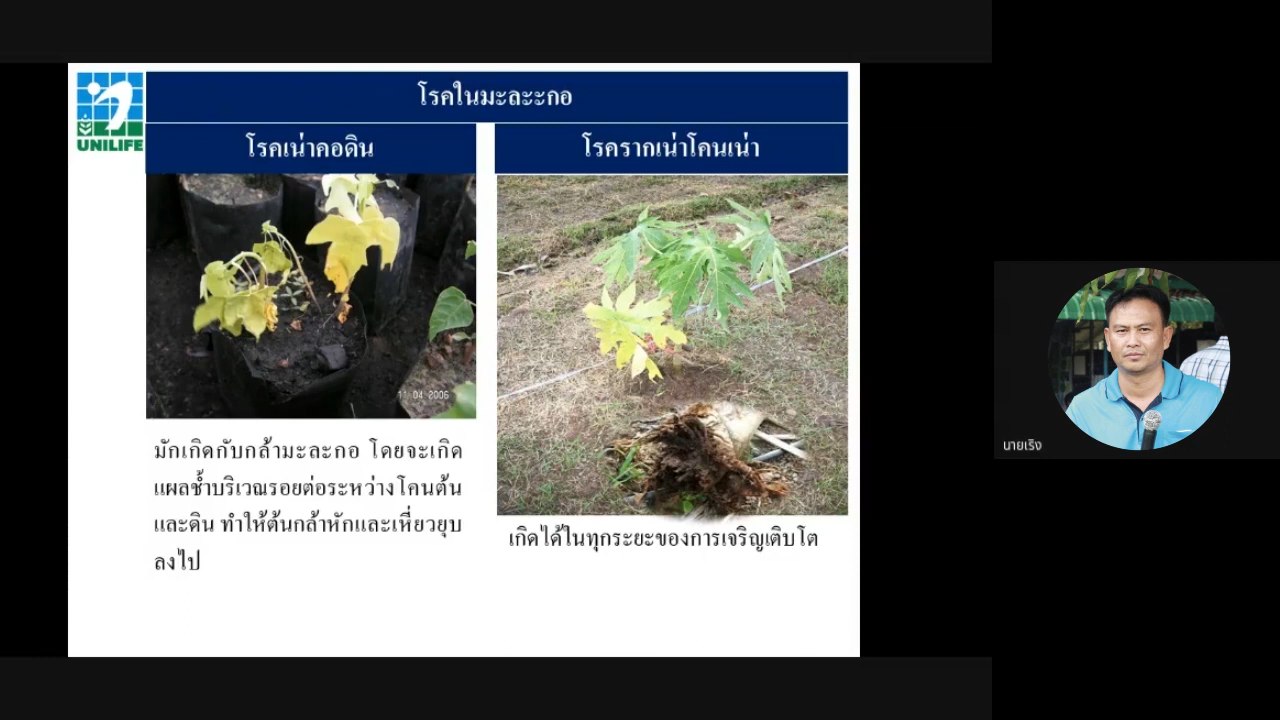 โรคในมะละะกอ
UNILIFE
โรคเน่าคอดิน
โรครากเน่าโคนเน่า
11 04 2006
มักเกิดกับกล้ามะละกอ โดยจะเกิด
แผลช้ำบริเวณรอยต่อระหว่างโคนต้น
และดิน ทำให้ต้นกล้าหักและเหี่ยวยุบ
ลงไป
เกิดได้ในทุกระยะของการเจริญเติบโต
นายเริง